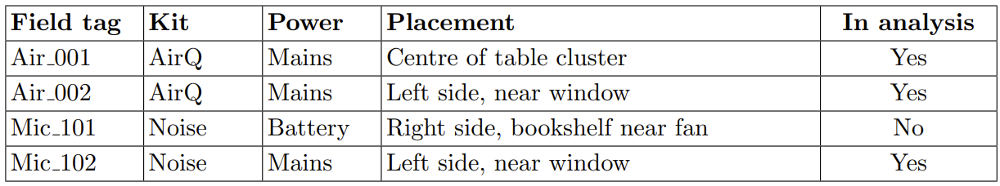 Field tag Kit Power Placement In analysis
Air_001 AirQ Mains Centre of table cluster Yes
Air_002 AirQ Mains Left side, near window Yes
Mic_101 Noise Battery Right side, bookshelf near fan No
Mic_102 Noise Mains Left side, near window Yes